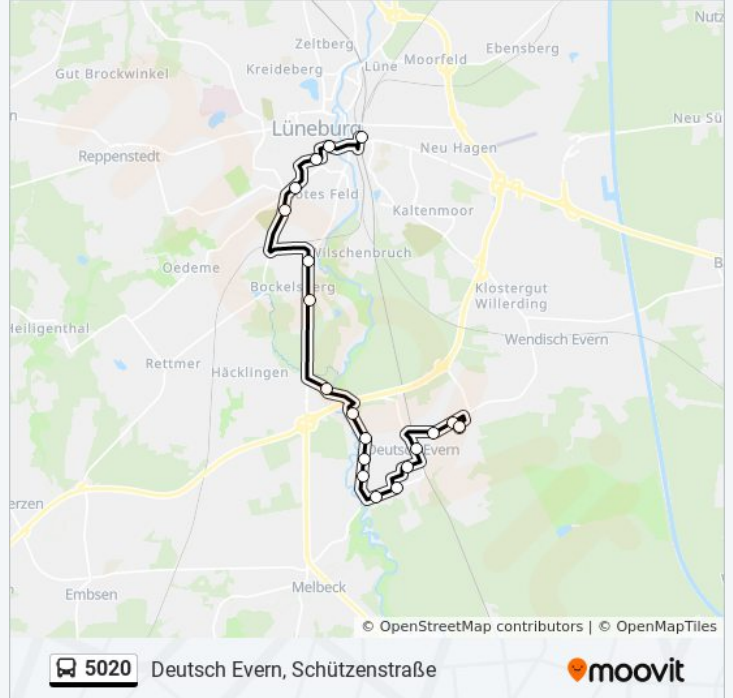 Zeltberg
Ebensberg
Nutz
Lüne
Moorfeld
Gut Brockwinkel
Kreideberg
Lüneburg
Neu Sü
Neu Hagen
Reppenstedt
otes Feld
Kaltenmoor
Wilschenbruch
Oedeme
B
Bockelsberg
Klostergut
Willerding
Heiligenthal
Wendisch Evern
Rettmer
Häcklingen
Deutsch Evern
erzen
Embsen
Melbeck
© OpenStreetMap contributors | © OpenMapTiles
5020 Deutsch Evern, Schützenstraße
moovit